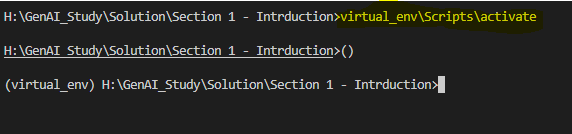 H:\GenAI_Study\Solution\Section 1 - Intrduction>virtual_env\Scripts\activate
H:\GenAI_Study\Solution\Section 1 - Intrduction>()
(virtual_env) H:\GenAI_Study\Solution\Section 1 - Intrduction>